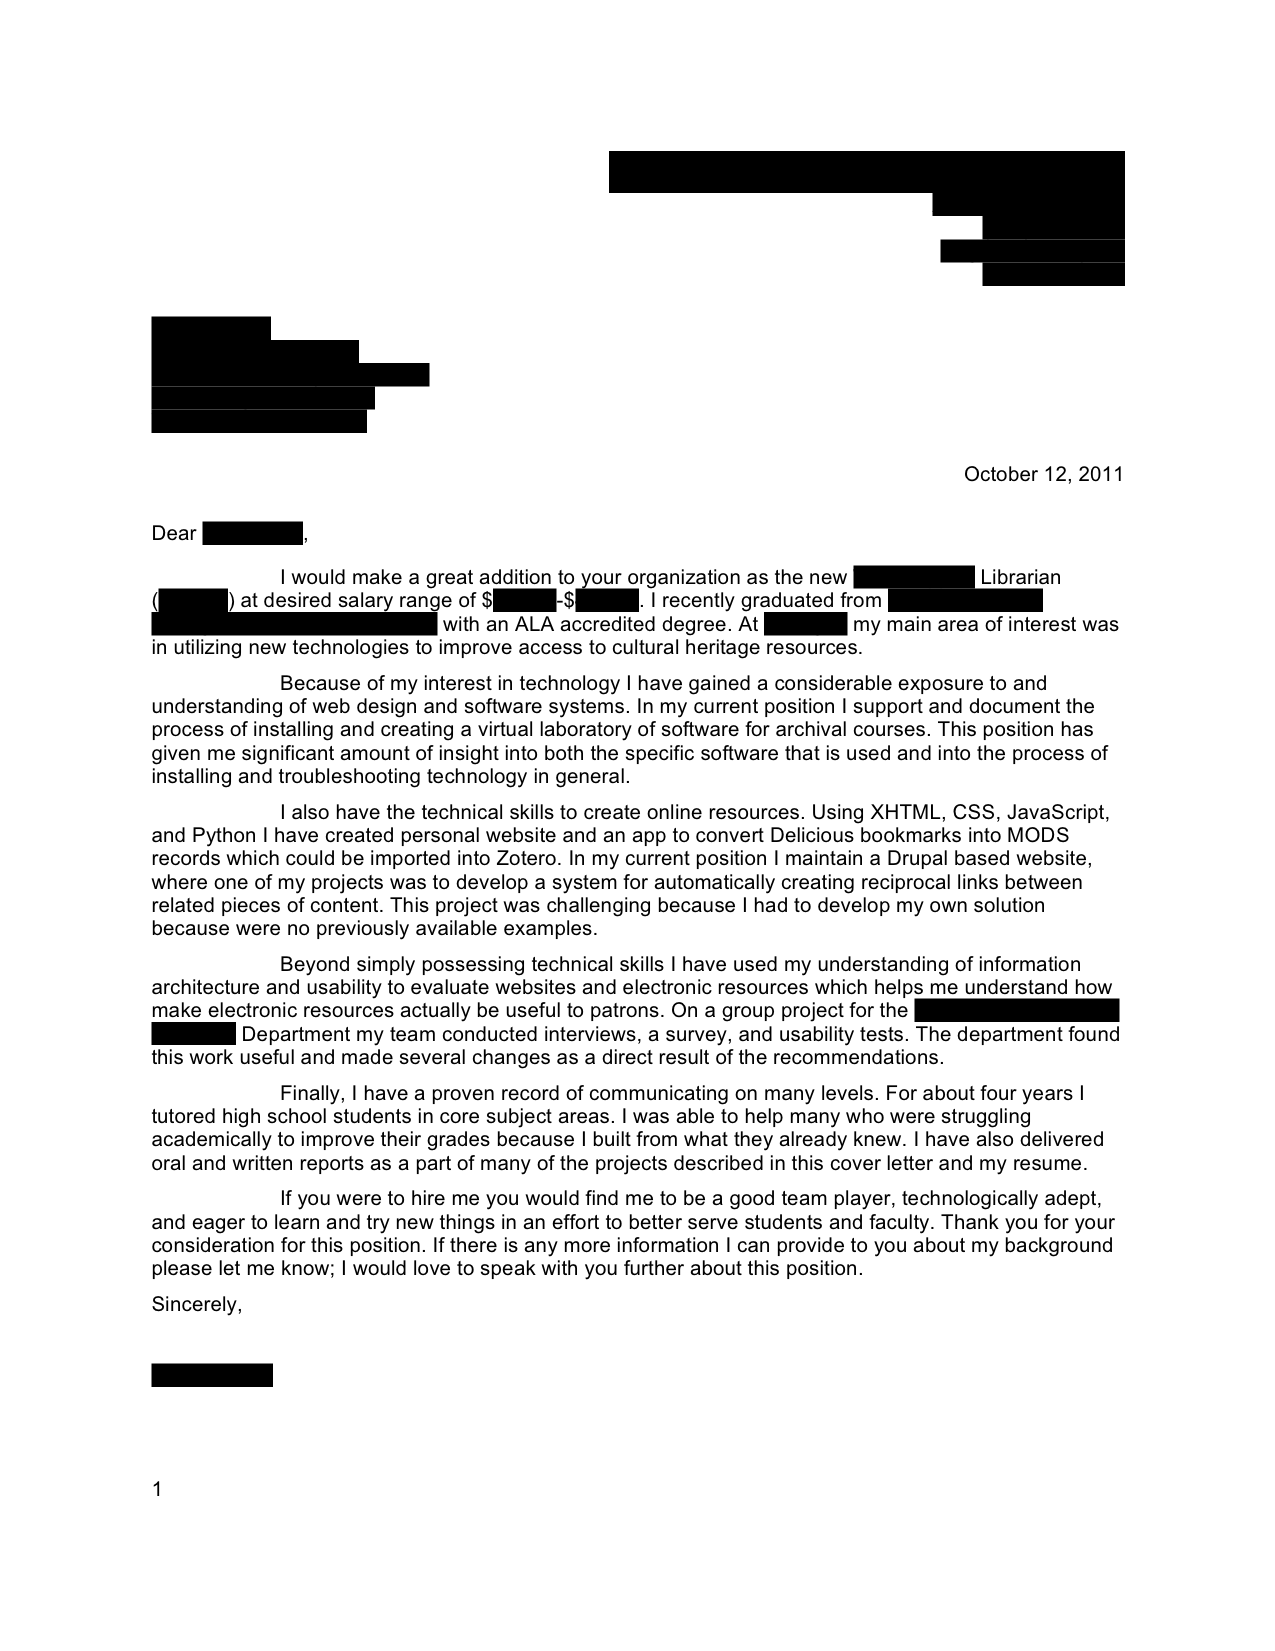 October 12, 2011
Dear ,
I would make a great addition to your organization as the new Librarian
( ) at desired salary range of $ -$ . I recently graduated from
with an ALA accredited degree. At my main area of interest was
in utilizing new technologies to improve access to cultural heritage resources.
Because of my interest in technology I have gained a considerable exposure to and
understanding of web design and software systems. In my current position I support and document the
process of installing and creating a virtual laboratory of software for archival courses. This position has
given me significant amount of insight into both the specific software that is used and into the process of
installing and troubleshooting technology in general.
I also have the technical skills to create online resources. Using XHTML, CSS, JavaScript,
and Python I have created personal website and an app to convert Delicious bookmarks into MODS
records which could be imported into Zotero. In my current position I maintain a Drupal based website,
where one of my projects was to develop a system for automatically creating reciprocal links between
related pieces of content. This project was challenging because I had to develop my own solution
because were no previously available examples.
Beyond simply possessing technical skills I have used my understanding of information
architecture and usability to evaluate websites and electronic resources which helps me understand how
make electronic resources actually be useful to patrons. On a group project for the
Department my team conducted interviews, a survey, and usability tests. The department found
this work useful and made several changes as a direct result of the recommendations.
Finally, I have a proven record of communicating on many levels. For about four years I
tutored high school students in core subject areas. I was able to help many who were struggling
academically to improve their grades because I built from what they already knew. I have also delivered
oral and written reports as a part of many of the projects described in this cover letter and my resume.
If you were to hire me you would find me to be a good team player, technologically adept,
and eager to learn and try new things in an effort to better serve students and faculty. Thank you for your
consideration for this position. If there is any more information I can provide to you about my background
please let me know; I would love to speak with you further about this position.
Sincerely,
1